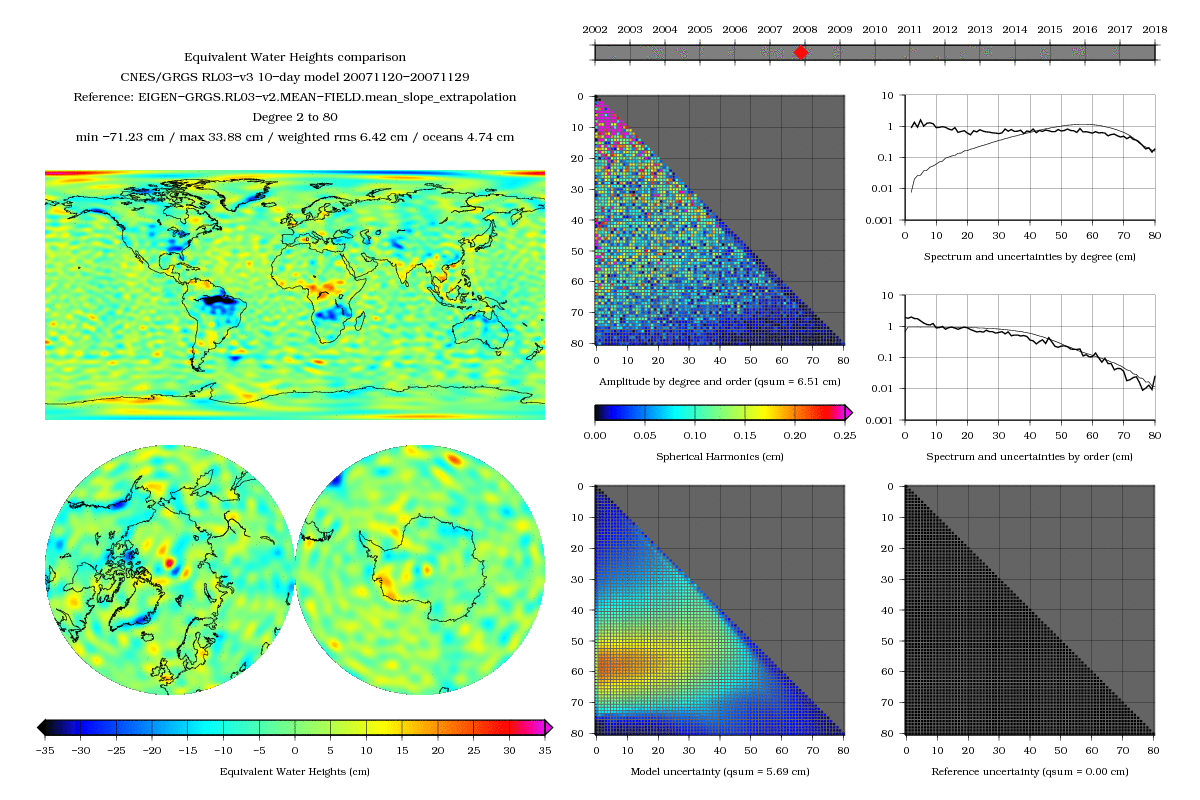 Equivalent Water Heights comparison
CNES/GRGS RL03−v3 10−day model 20071120−20071129
Reference: EIGEN−GRGS.RL03−v2.MEAN−FIELD.mean_slope_extrapolation
Degree 2 to 80
min −71.23 cm / max 33.88 cm / weighted rms 6.42 cm / oceans 4.74 cm
−35 −30 −25 −20 −15 −10 −5 0 5 10 15 20 25 30 35
Equivalent Water Heights (cm)
2002 2003 2004 2005 2006 2007 2008 2009 2010 2011 2012 2013 2014 2015 2016 2017 2018
0
10
20
30
40
50
60
70
80
0 10 20 30 40 50 60 70 80
Amplitude by degree and order (qsum = 6.51 cm)
0.00 0.05 0.10 0.15 0.20 0.25
Spherical Harmonics (cm)
10
1
0.1
0.01
0.001
0 10 20 30 40 50 60 70 80
Spectrum and uncertainties by degree (cm)
10
1
0.1
0.01
0.001
0 10 20 30 40 50 60 70 80
Spectrum and uncertainties by order (cm)
0
10
20
30
40
50
60
70
80
0 10 20 30 40 50 60 70 80
Model uncertainty (qsum = 5.69 cm)
0
10
20
30
40
50
60
70
80
0 10 20 30 40 50 60 70 80
Reference uncertainty (qsum = 0.00 cm)